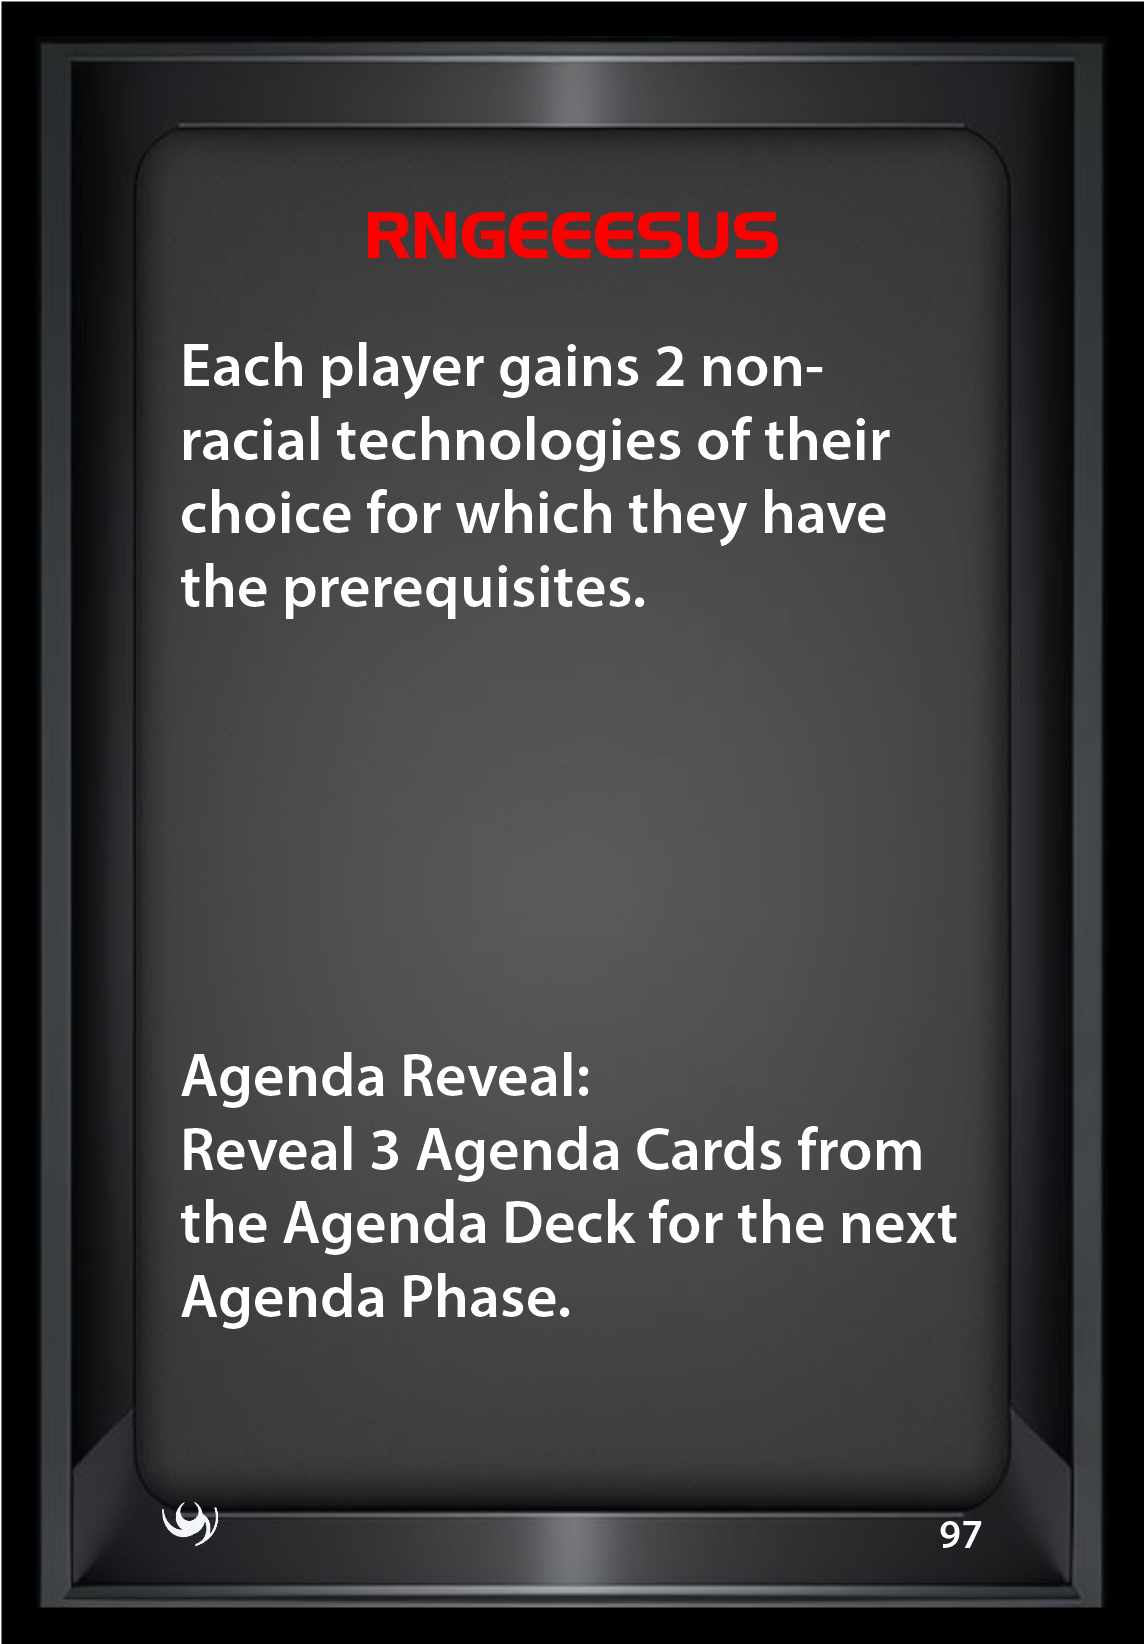 RNGEEESUS
Each player gains 2 non-
racial technologies of their
choice for which they have
the prerequisites.
Agenda Reveal:
Reveal 3 Agenda Cards from
the Agenda Deck for the next
Agenda Phase.
97